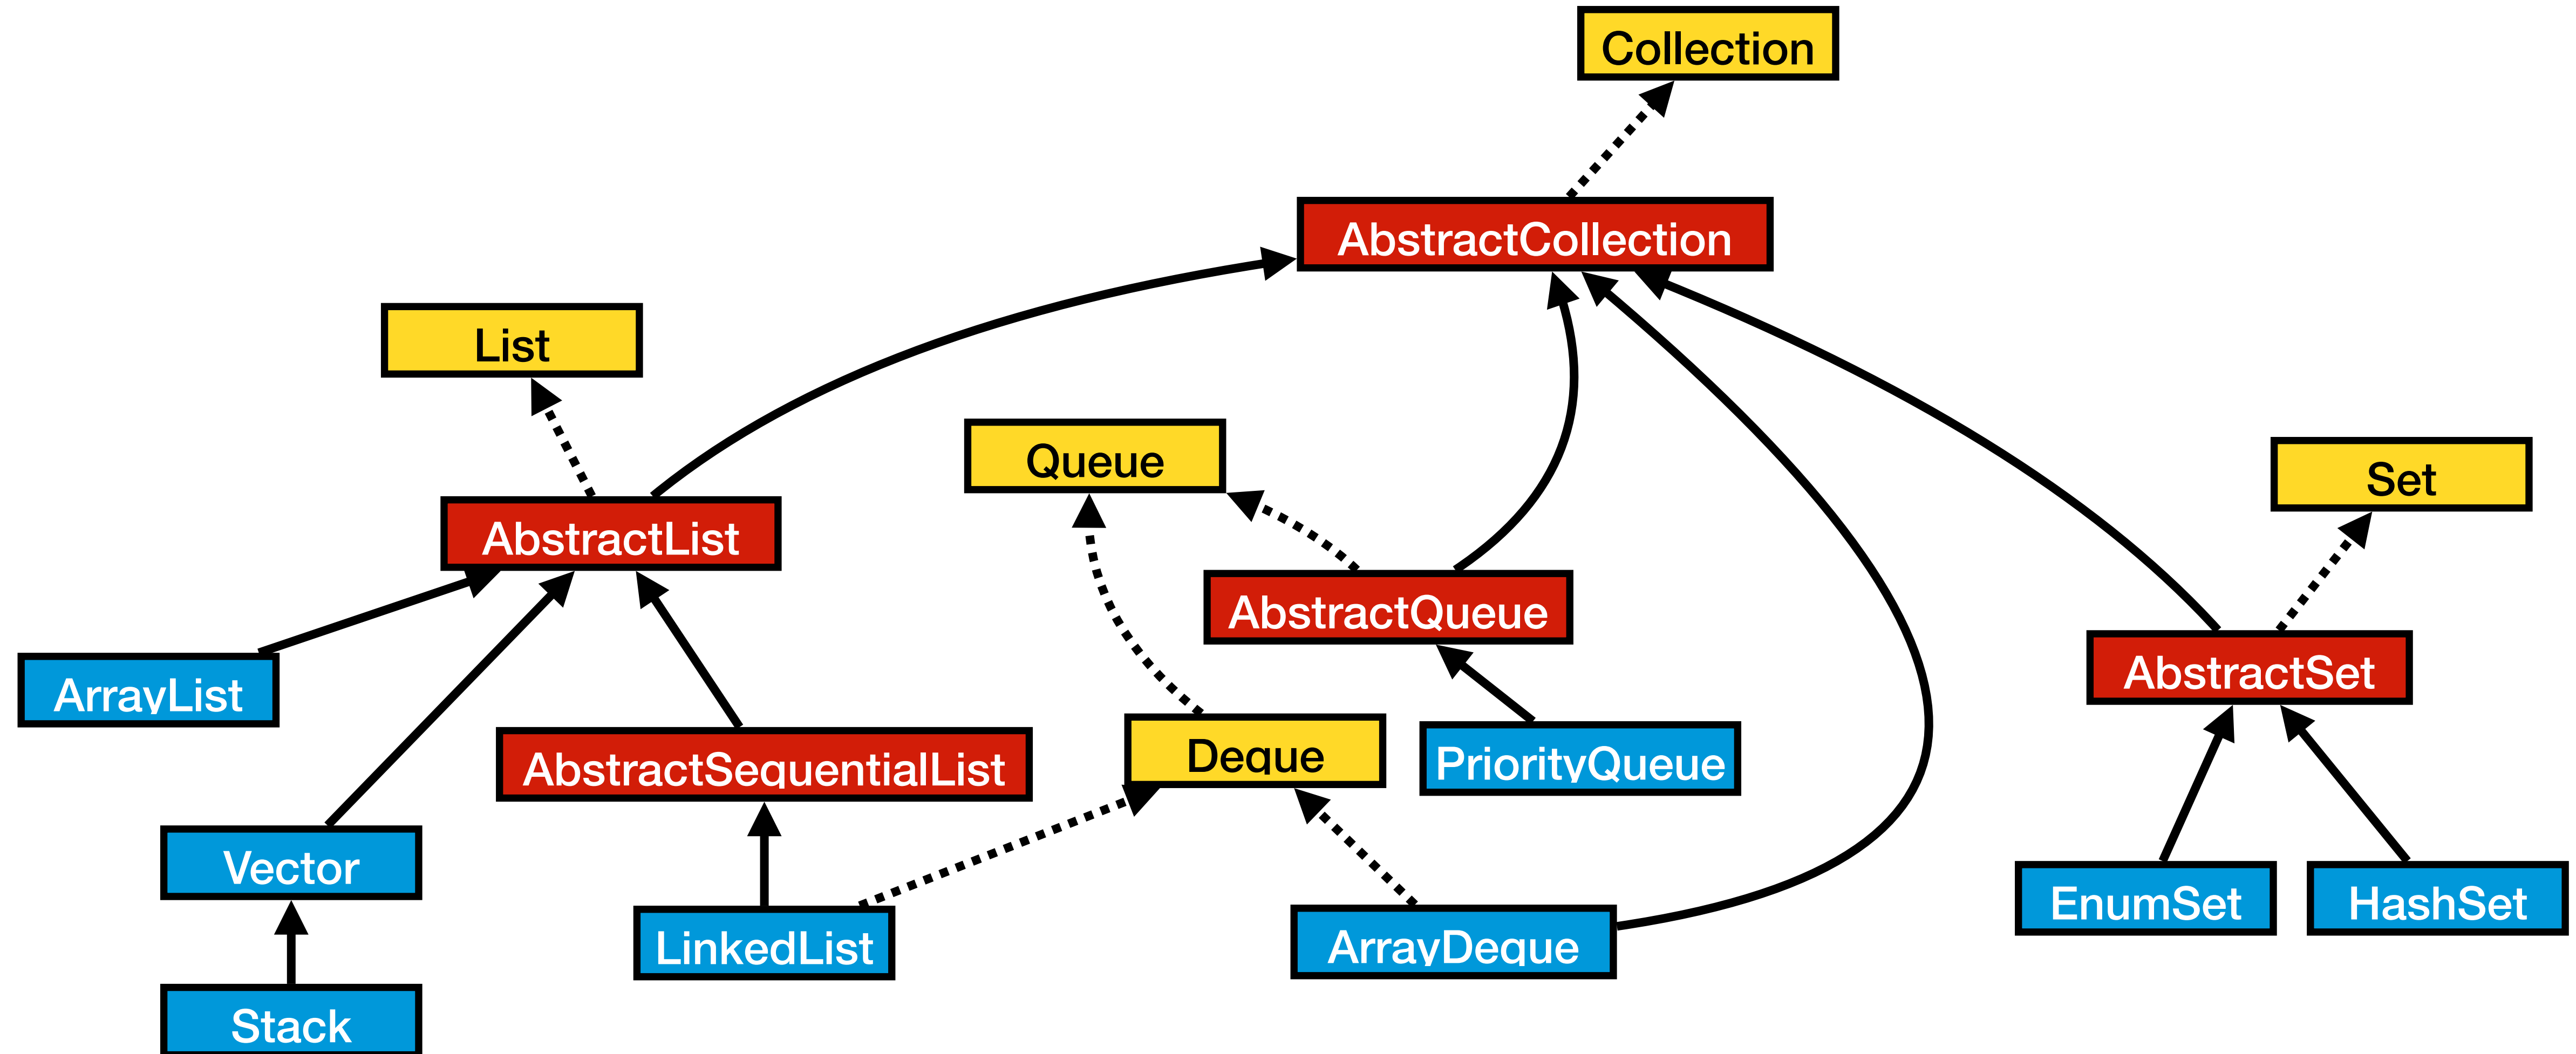 Collection
AbstractCollection
List
Queue
Set
AbstractList
AbstractQueue
AbstractSet
ArrayList
AbstractSequentialList
Deque
PriorityQueue
Vector
EnumSet
HashSet
LinkedList
ArrayDeque
Stack